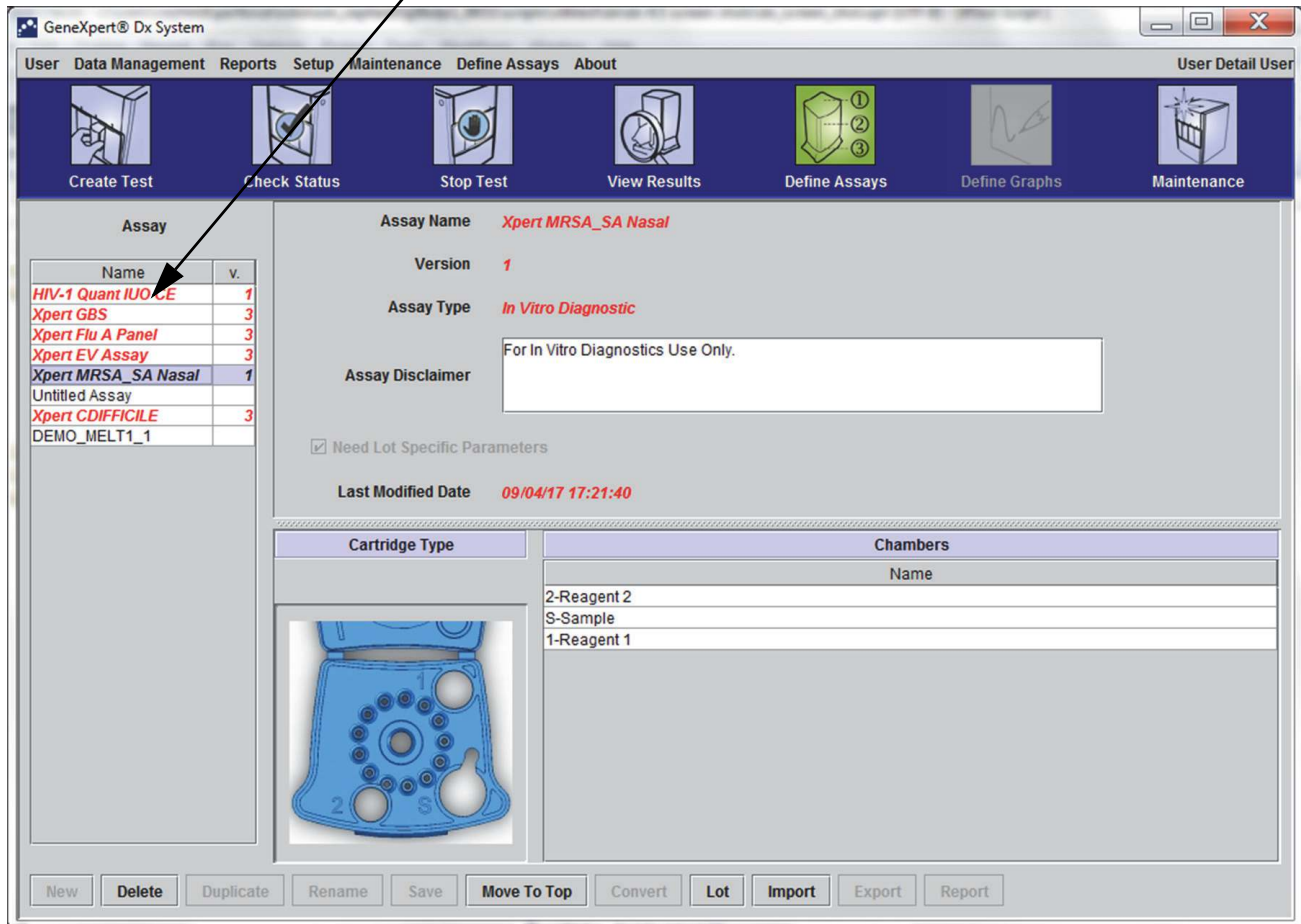 GeneXpert® Dx System
User Data Management Reports Setup Maintenance Define Assays About User Detail User
① ② ③
Create Test Check Status Stop Test View Results Define Assays Define Graphs Maintenance
Assay
Name v.
HIV-1 Quant IUO CE 1
Xpert GBS 3
Xpert Flu A Panel 3
Xpert EV Assay 3
Xpert MRSA_SA Nasal 1
Untitled Assay
Xpert CDIFFICILE 3
DEMO_MELT1_1
Assay Name Xpert MRSA_SA Nasal
Version 1
Assay Type In Vitro Diagnostic
Assay Disclaimer For In Vitro Diagnostics Use Only.
Need Lot Specific Parameters
Last Modified Date 09/04/17 17:21:40
Cartridge Type
1
2 S
Chambers
Name
2-Reagent 2
S-Sample
1-Reagent 1
New Delete Duplicate Rename Save Move To Top Convert Lot Import Export Report